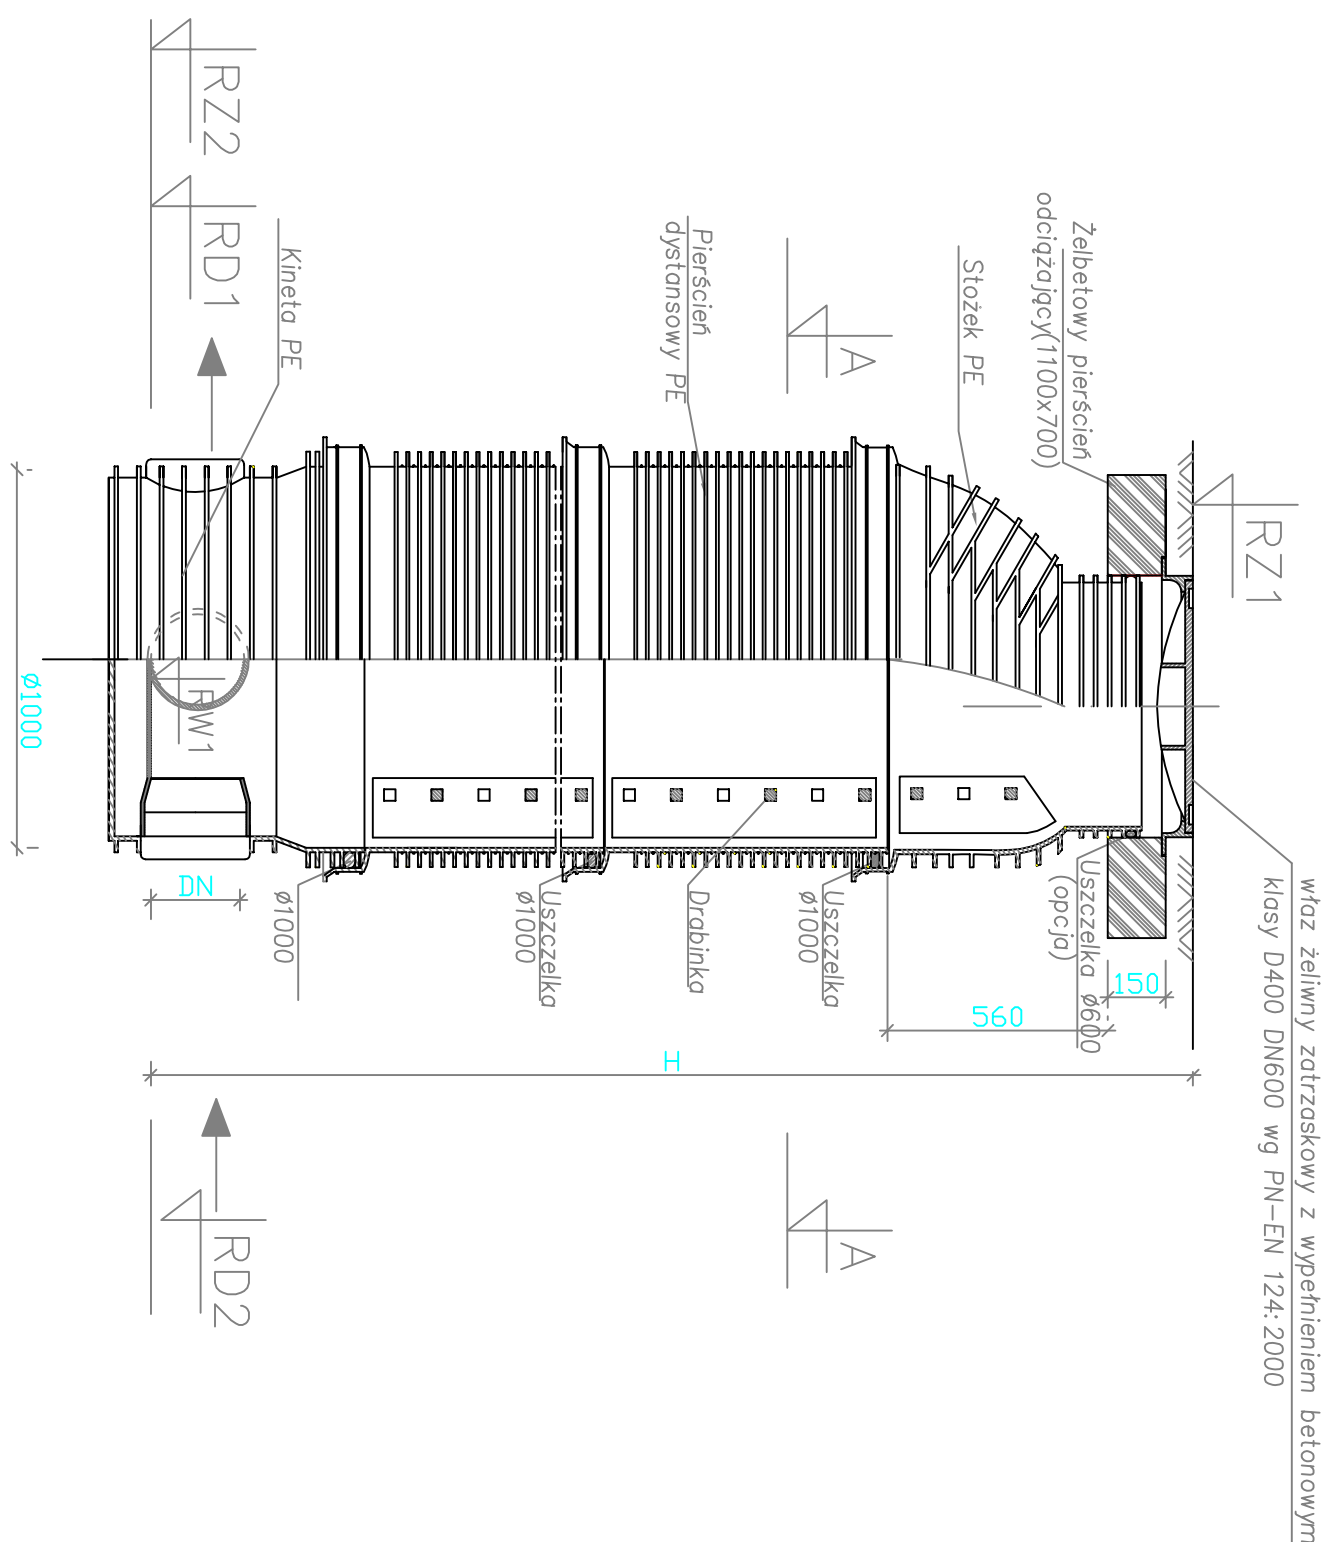 właz żeliwny zatrzaskowy z wypełnieniem betonowym
klasy D400 DN600 wg PN-EN 124: 2000
RZ1
Żelbetowy pierścień
odciążający(1100x700)
150
Uszczelka ø600
(opcja)
560
Stożek PE
A
A
Uszczelka
ø1000
Pierścień
dystansowy PE
Drabinka
H
Uszczelka
ø1000
Kineta PE
ø1000
RZ2
RD1
RW1
DN
RD2
ø1000